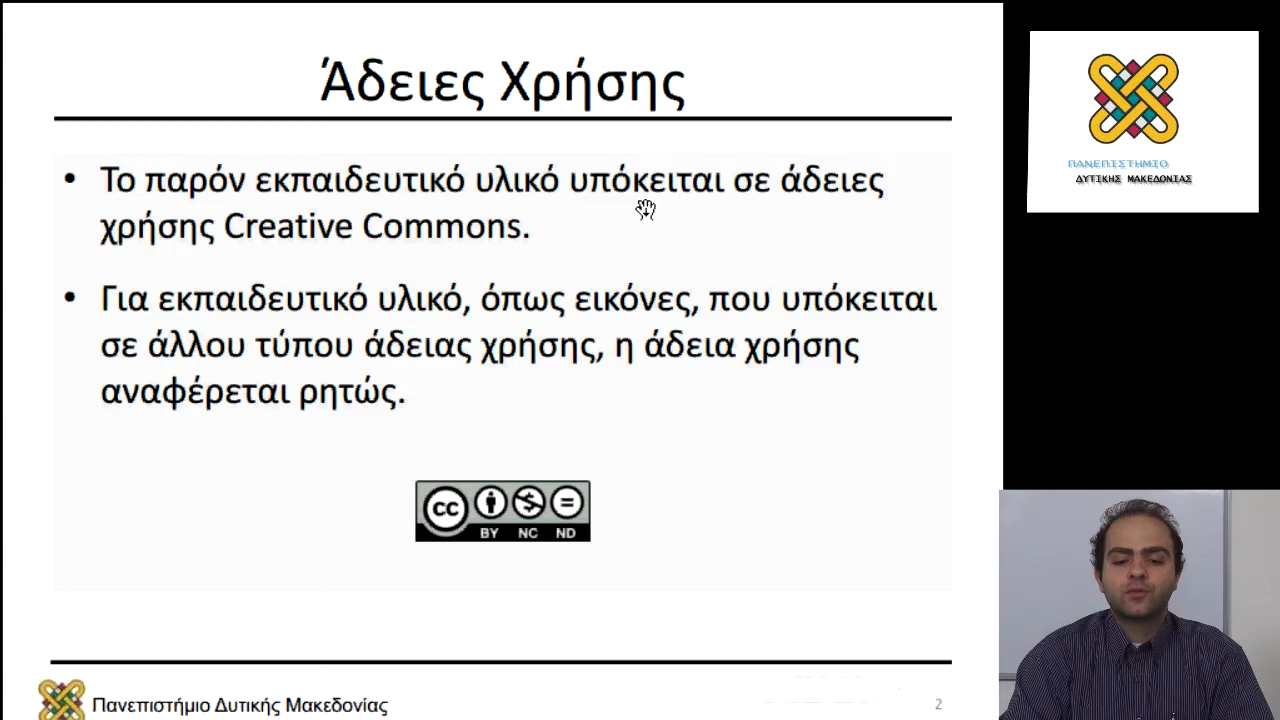 Άδειες Χρήσης
• Το παρόν εκπαιδευτικό υλικό υπόκειται σε άδειες
χρήσης Creative Commons.
• Για εκπαιδευτικό υλικό, όπως εικόνες, που υπόκειται
σε άλλου τύπου άδειας χρήσης, η άδεια χρήσης
αναφέρεται ρητώς.
cc
BY NC ND
Πανεπιστήμιο Δυτικής Μακεδονίας
2
ΠΑΝΕΠΙΣΤΗΜΙΟ
ΔΥΤΙΚΗΣ ΜΑΚΕΔΟΝΙΑΣ